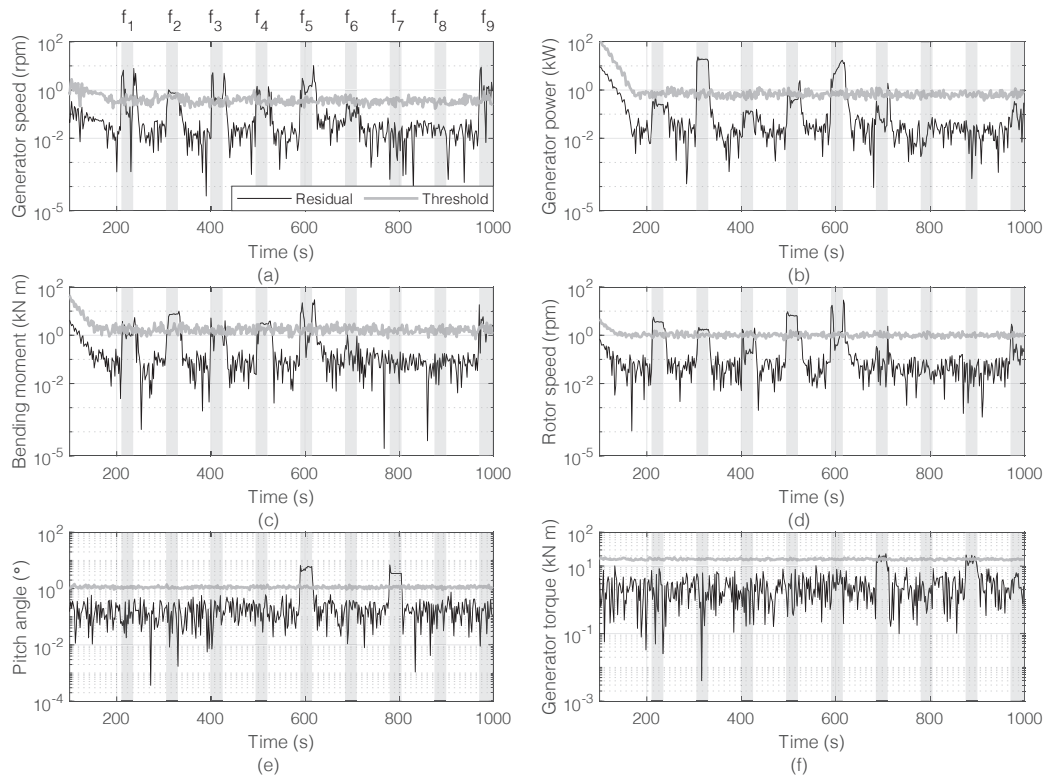 f1 f2 f3 f4 f5 f6 f7 f8 f9
Generator speed (rpm)
10^2
10^0
10^-2
10^-5
Residual Threshold
200 400 600 800 1000
Time (s)
(a)
Generator power (kW)
10^2
10^0
10^-2
10^-5
200 400 600 800 1000
Time (s)
(b)
Bending moment (kN m)
10^2
10^0
10^-2
10^-5
200 400 600 800 1000
Time (s)
(c)
Rotor speed (rpm)
10^2
10^0
10^-2
10^-5
200 400 600 800 1000
Time (s)
(d)
Pitch angle (°)
10^2
10^0
10^-2
10^-4
200 400 600 800 1000
Time (s)
(e)
Generator torque (kN m)
10^2
10^1
10^-1
10^-3
200 400 600 800 1000
Time (s)
(f)